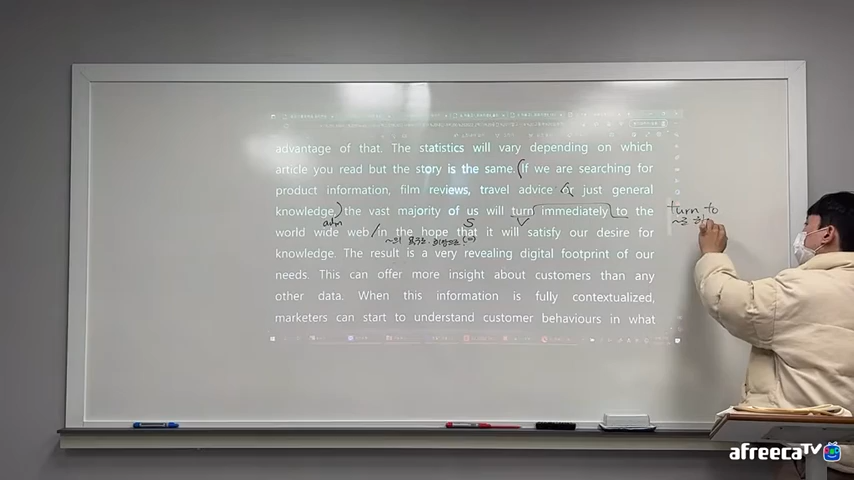 advantage of that. The statistics will vary depending on which
article you read but the story is the same. (If we are searching for
product information, film reviews, travel advice or just general
knowledge,) the vast majority of us will turn immediately to the
turn to
S V
world wide web/in the hope that it will satisfy our desire for
knowledge. The result is a very revealing digital footprint of our
needs. This can offer more insight about customers than any
other data. When this information is fully contextualized,
marketers can start to understand customer behaviours in what
afreecaTV